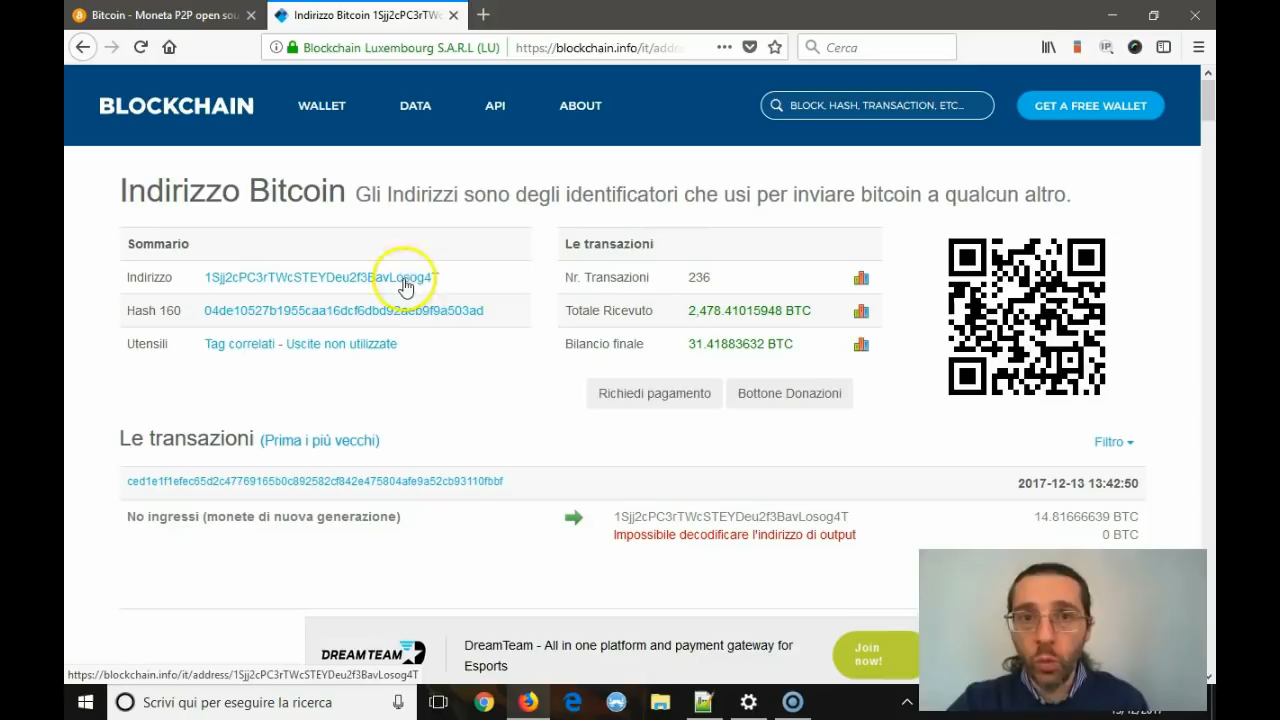 Bitcoin - Moneta P2P open sou
Indirizzo Bitcoin 1Sjj2cPC3rTWc
Blockchain Luxembourg S.A.R.L (LU)
https://blockchain.info/it/addre
Cerca
BLOCKCHAIN
WALLET
DATA
API
ABOUT
BLOCK, HASH, TRANSACTION, ETC...
GET A FREE WALLET
Indirizzo Bitcoin Gli Indirizzi sono degli identificatori che usi per inviare bitcoin a qualcun altro.
Sommario
Indirizzo 1Sjj2cPC3rTWcSTEYDeu2f3BavLosog4T
Hash 160 04de10527b1955caa16dcf6dbd92aeb9f9a503ad
Utensili Tag correlati - Uscite non utilizzate
Le transazioni
Nr. Transazioni 236
Totale Ricevuto 2,478.41015948 BTC
Bilancio finale 31.41883632 BTC
Richiedi pagamento
Bottone Donazioni
Le transazioni (Prima i più vecchi)
Filtro
ced1e1f1efec65d2c47769165b0c892582cf842e475804afe9a52cb93110fbbf
2017-12-13 13:42:50
No ingressi (monete di nuova generazione)
1Sjj2cPC3rTWcSTEYDeu2f3BavLosog4T
14.81666639 BTC
Impossibile decodificare l'indirizzo di output
0 BTC
DREAMTEAM
DreamTeam - All in one platform and payment gateway for
Esports
Join
now!
https://blockchain.info/it/address/1Sjj2cPC3rTWcSTEYDeu2f3BavLosog4T
Scrivi qui per eseguire la ricerca